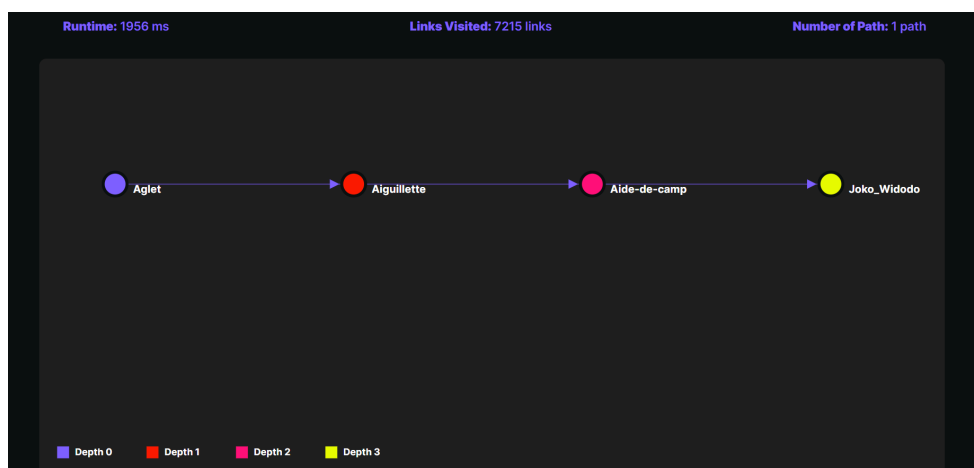 Runtime: 1956 ms Links Visited: 7215 links Number of Path: 1 path
Aglet Aiguillette Aide-de-camp Joko_Widodo
Depth 0 Depth 1 Depth 2 Depth 3